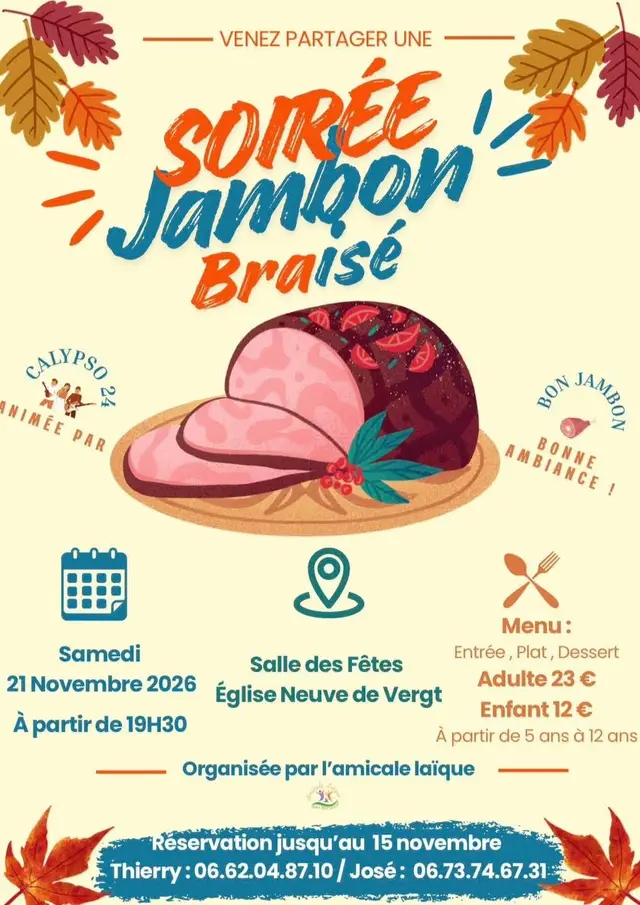 VENEZ PARTAGER UNE
SOIRÉE
Jambon
Braisé
CALYPSO 24
ANIMÉE PAR
BON JAMBON
BONNE
AMBIANCE !
Samedi
21 Novembre 2026
À partir de 19H30
Salle des Fêtes
Église Neuve de Vergt
Menu :
Entrée , Plat , Dessert
Adulte 23 €
Enfant 12 €
À partir de 5 ans à 12 ans
Organisée par l’amicale laïque
Réservation jusqu’au 15 novembre
Thierry : 06.62.04.87.10 / José : 06.73.74.67.31